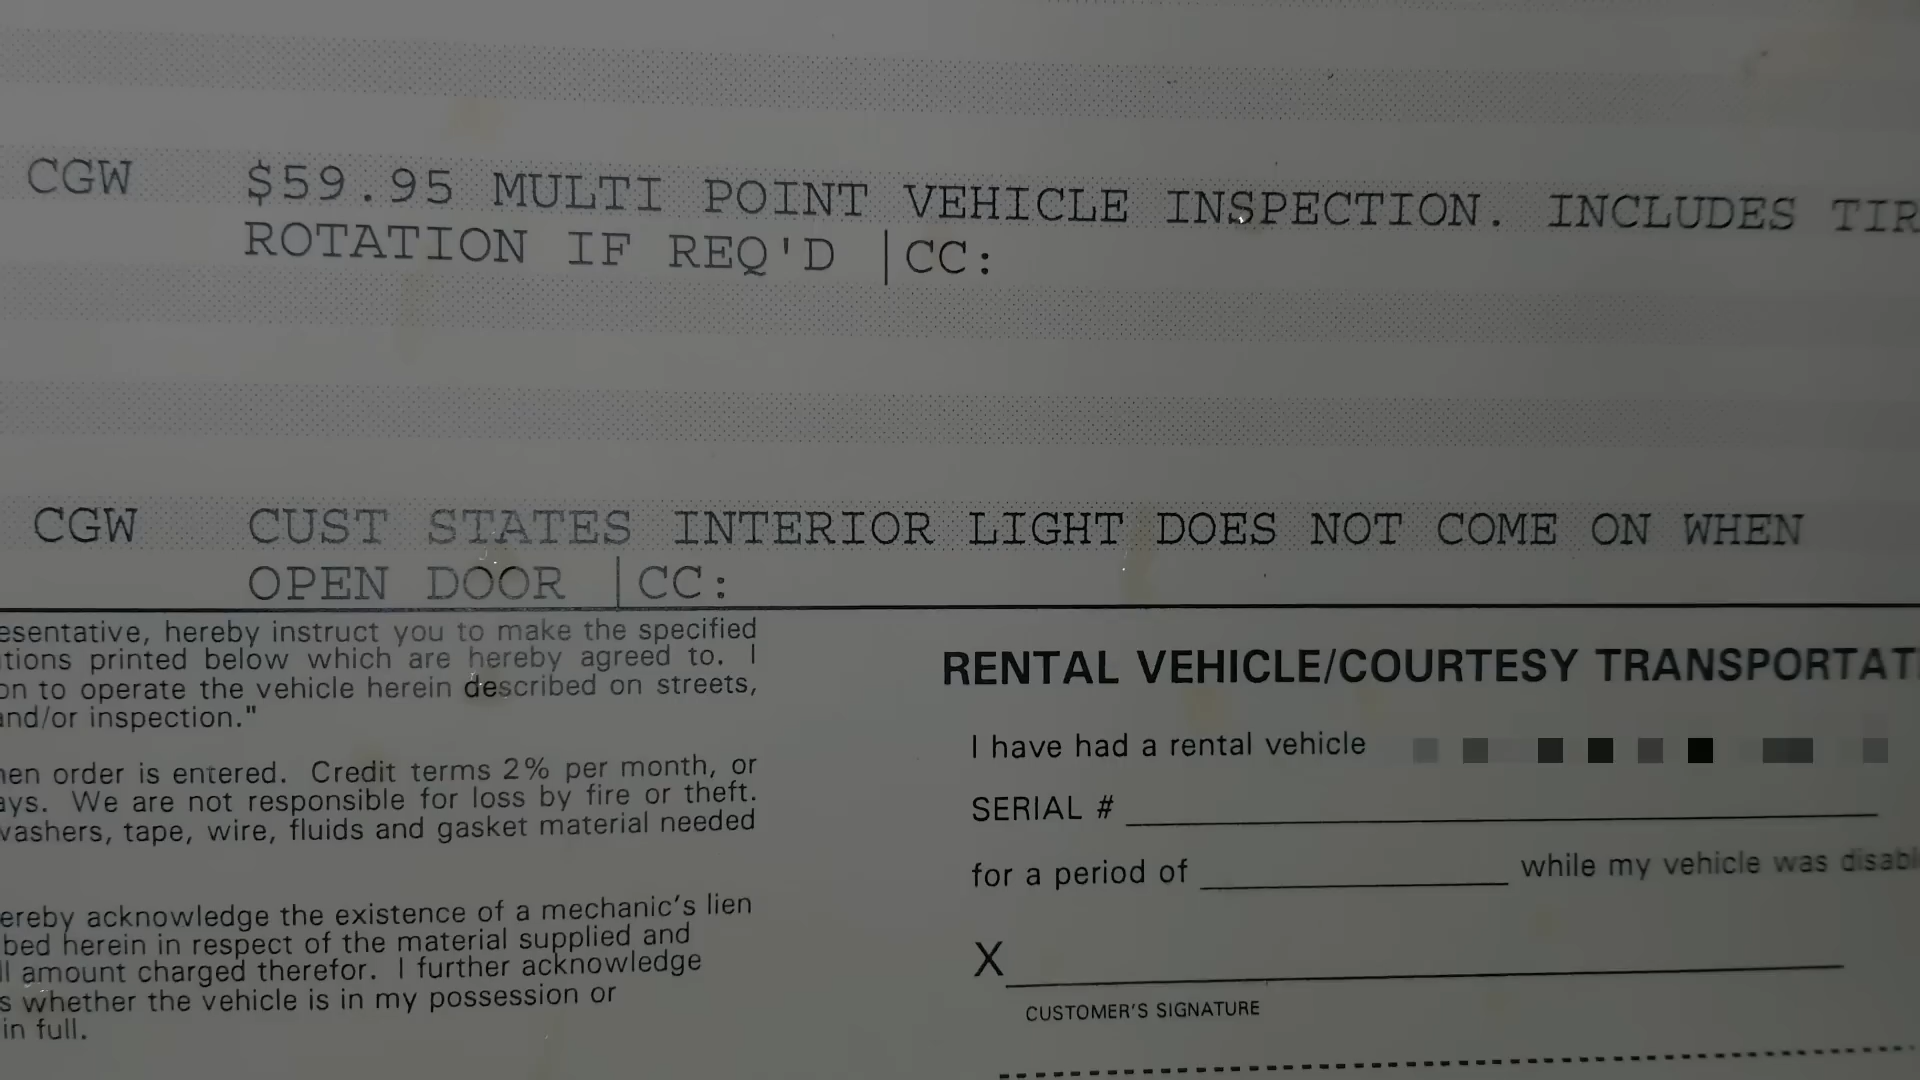 CGW $59.95 MULTI POINT VEHICLE INSPECTION. INCLUDES TIR
ROTATION IF REQ'D |CC:
CGW CUST STATES INTERIOR LIGHT DOES NOT COME ON WHEN
OPEN DOOR |CC:
esentative, hereby instruct you to make the specified
tions printed below which are hereby agreed to. I
on to operate the vehicle herein described on streets,
and/or inspection."
hen order is entered. Credit terms 2% per month, or
ays. We are not responsible for loss by fire or theft.
washers, tape, wire, fluids and gasket material needed
ereby acknowledge the existence of a mechanic's lien
bed herein in respect of the material supplied and
ll amount charged therefor. I further acknowledge
s whether the vehicle is in my possession or
in full.
RENTAL VEHICLE/COURTESY TRANSPORTAT
I have had a rental vehicle
SERIAL #
for a period of while my vehicle was disabl
X
CUSTOMER'S SIGNATURE